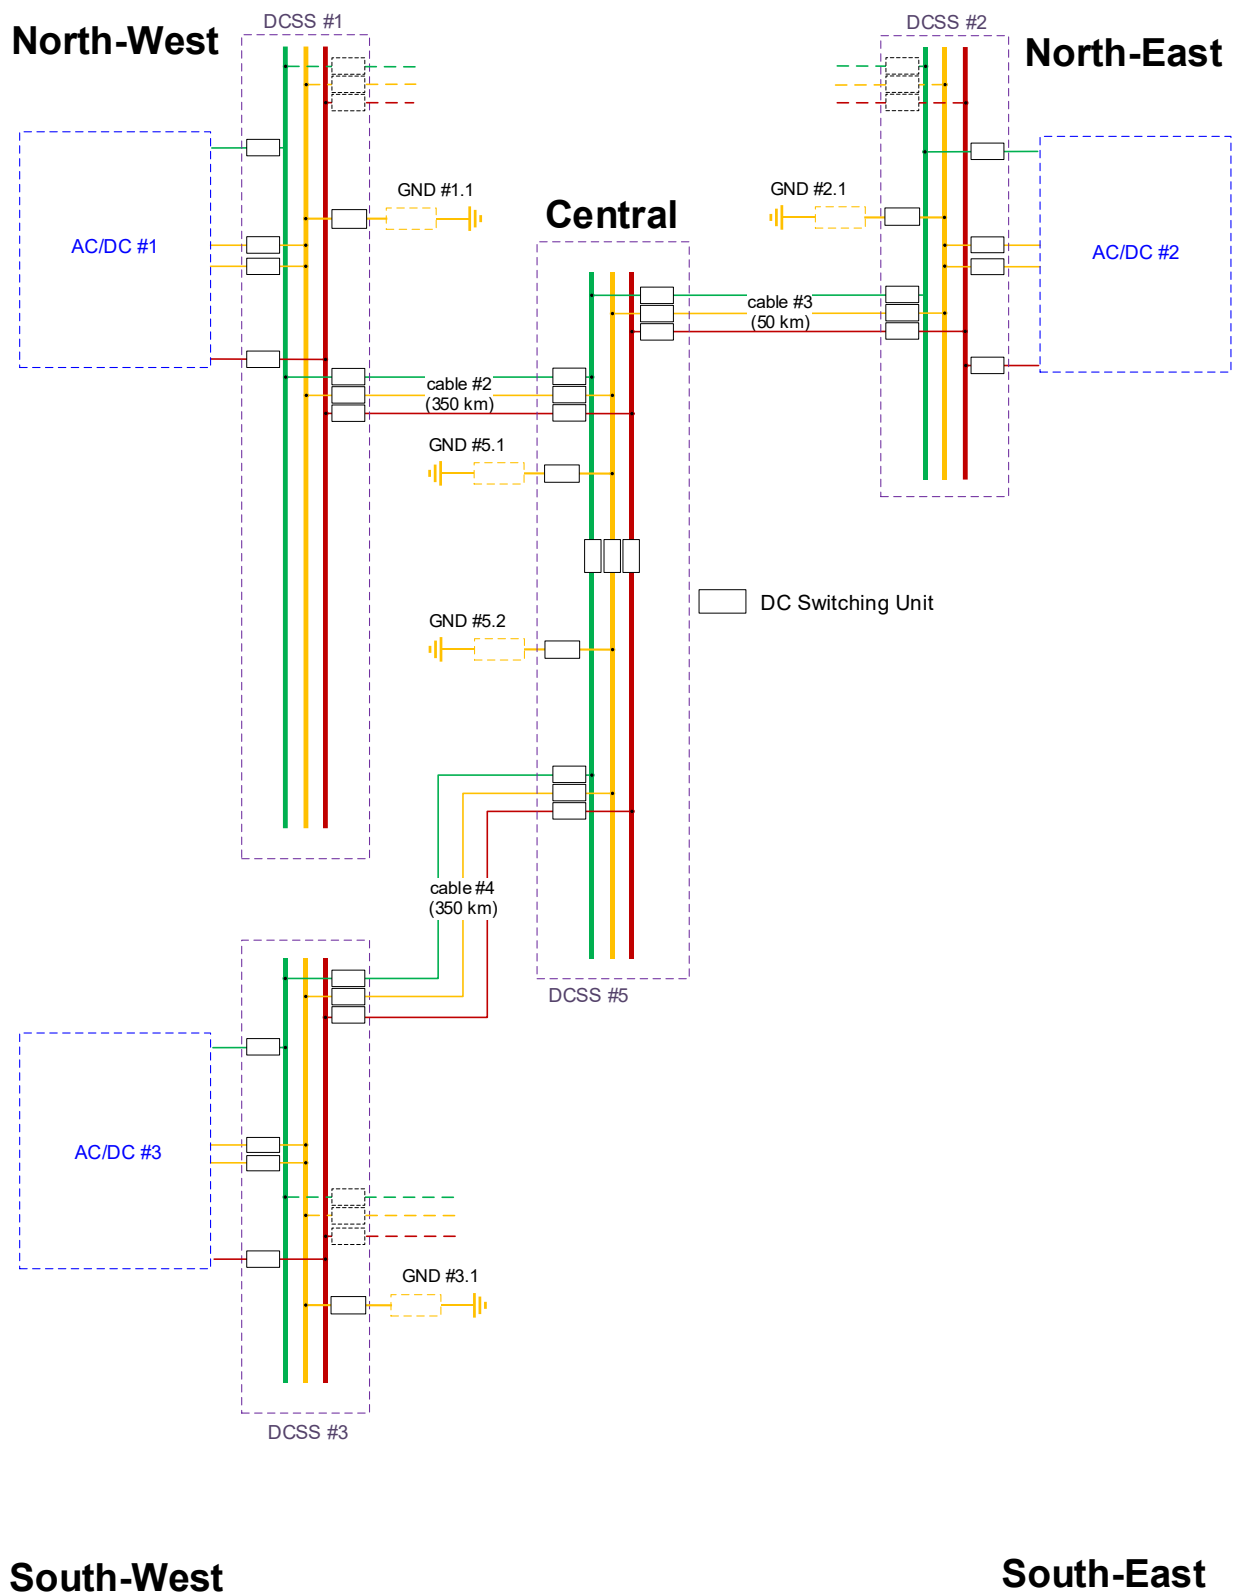 DCSS #1
DCSS #2
North-West
North-East
GND #1.1
GND #2.1
Central
AC/DC #1
AC/DC #2
cable #3
(50 km)
cable #2
(350 km)
GND #5.1
DC Switching Unit
GND #5.2
cable #4
(350 km)
DCSS #5
AC/DC #3
GND #3.1
DCSS #3
South-West
South-East